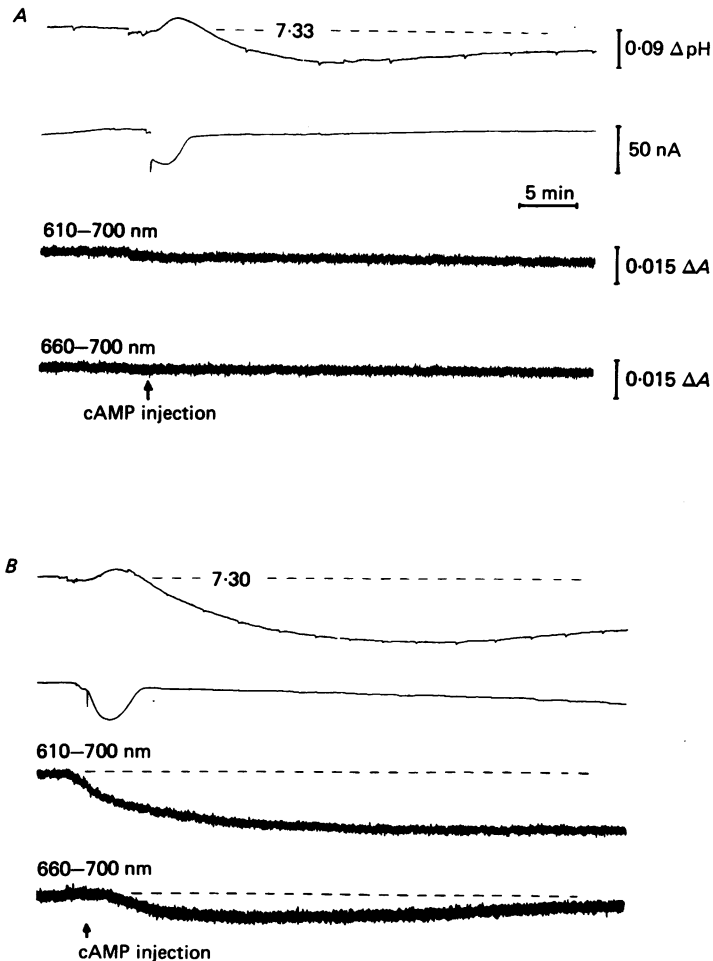 A
7·33
0·09 ΔpH
50 nA
5 min
610–700 nm
0·015 ΔA
660–700 nm
0·015 ΔA
cAMP injection
B
7·30
610–700 nm
660–700 nm
cAMP injection